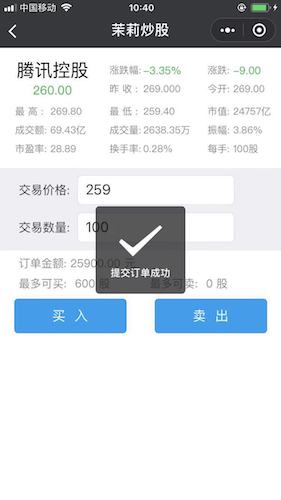 中国移动 10:40
茉莉炒股
腾讯控股 涨跌幅: -3.35% 涨跌: -9.00
260.00 昨 收 : 269.000 今开: 269.00
最 高 : 269.80 最 低 : 259.40 市值: 24757亿
成交额: 69.43亿 成交量: 2638.35万 振幅: 3.86%
市盈率: 28.89 换手率: 0.28% 每手: 100股
交易价格: 259
交易数量: 100
提交订单成功
订单金额: 25900.00 元
最多可买: 600 股 最多可卖: 0 股
买 入 卖 出